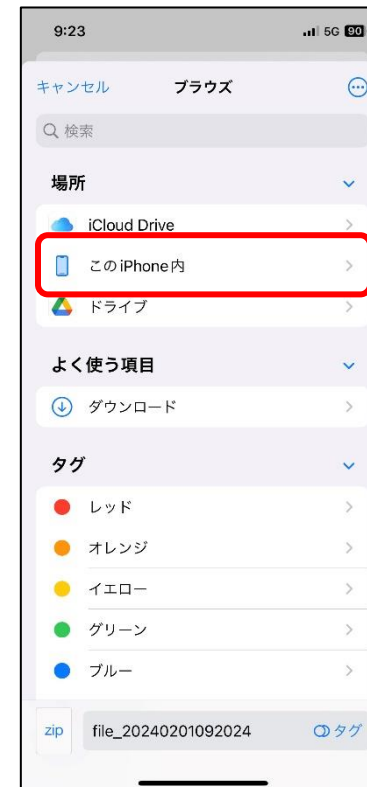 9:23 5G 90
キャンセル ブラウズ
検索
場所
iCloud Drive
このiPhone内
ドライブ
よく使う項目
ダウンロード
タグ
レッド
オレンジ
イエロー
グリーン
ブルー
zip file_20240201092024 タグ